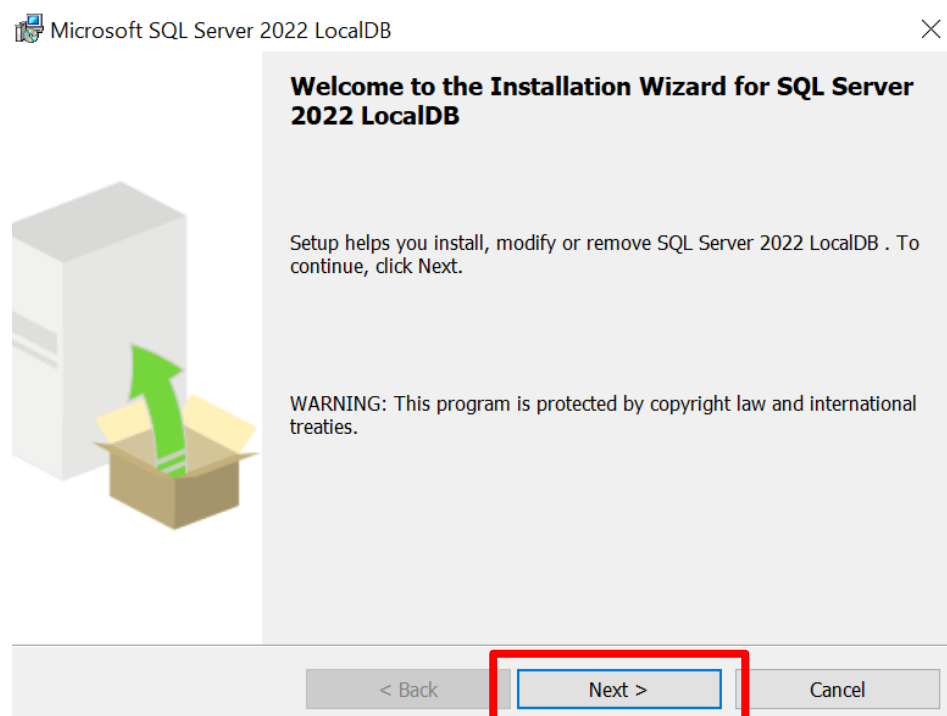 Microsoft SQL Server 2022 LocalDB
Welcome to the Installation Wizard for SQL Server
2022 LocalDB
Setup helps you install, modify or remove SQL Server 2022 LocalDB . To
continue, click Next.
WARNING: This program is protected by copyright law and international
treaties.
< Back
Next >
Cancel